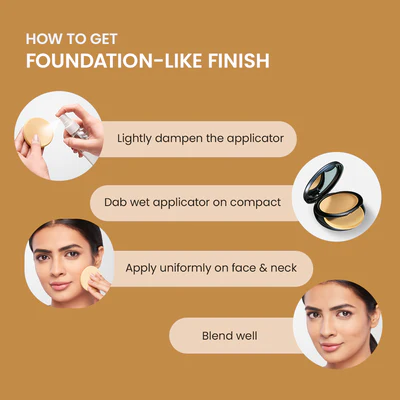 HOW TO GET
FOUNDATION-LIKE FINISH
Lightly dampen the applicator
Dab wet applicator on compact
Apply uniformly on face & neck
Blend well